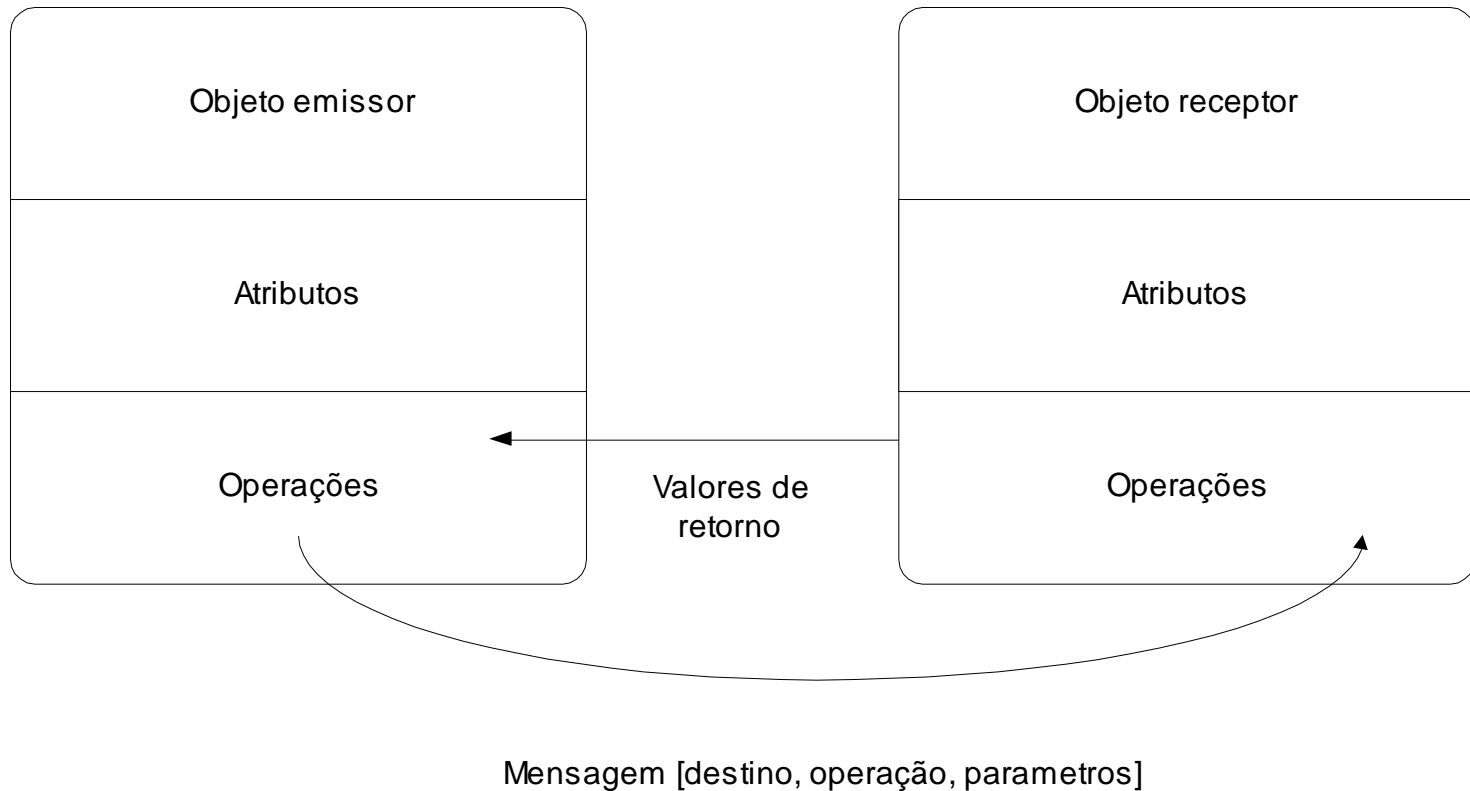 Objeto emissor
Objeto receptor
Atributos
Atributos
Operações
Valores de
retorno
Operações
Mensagem [destino, operação, parametros]